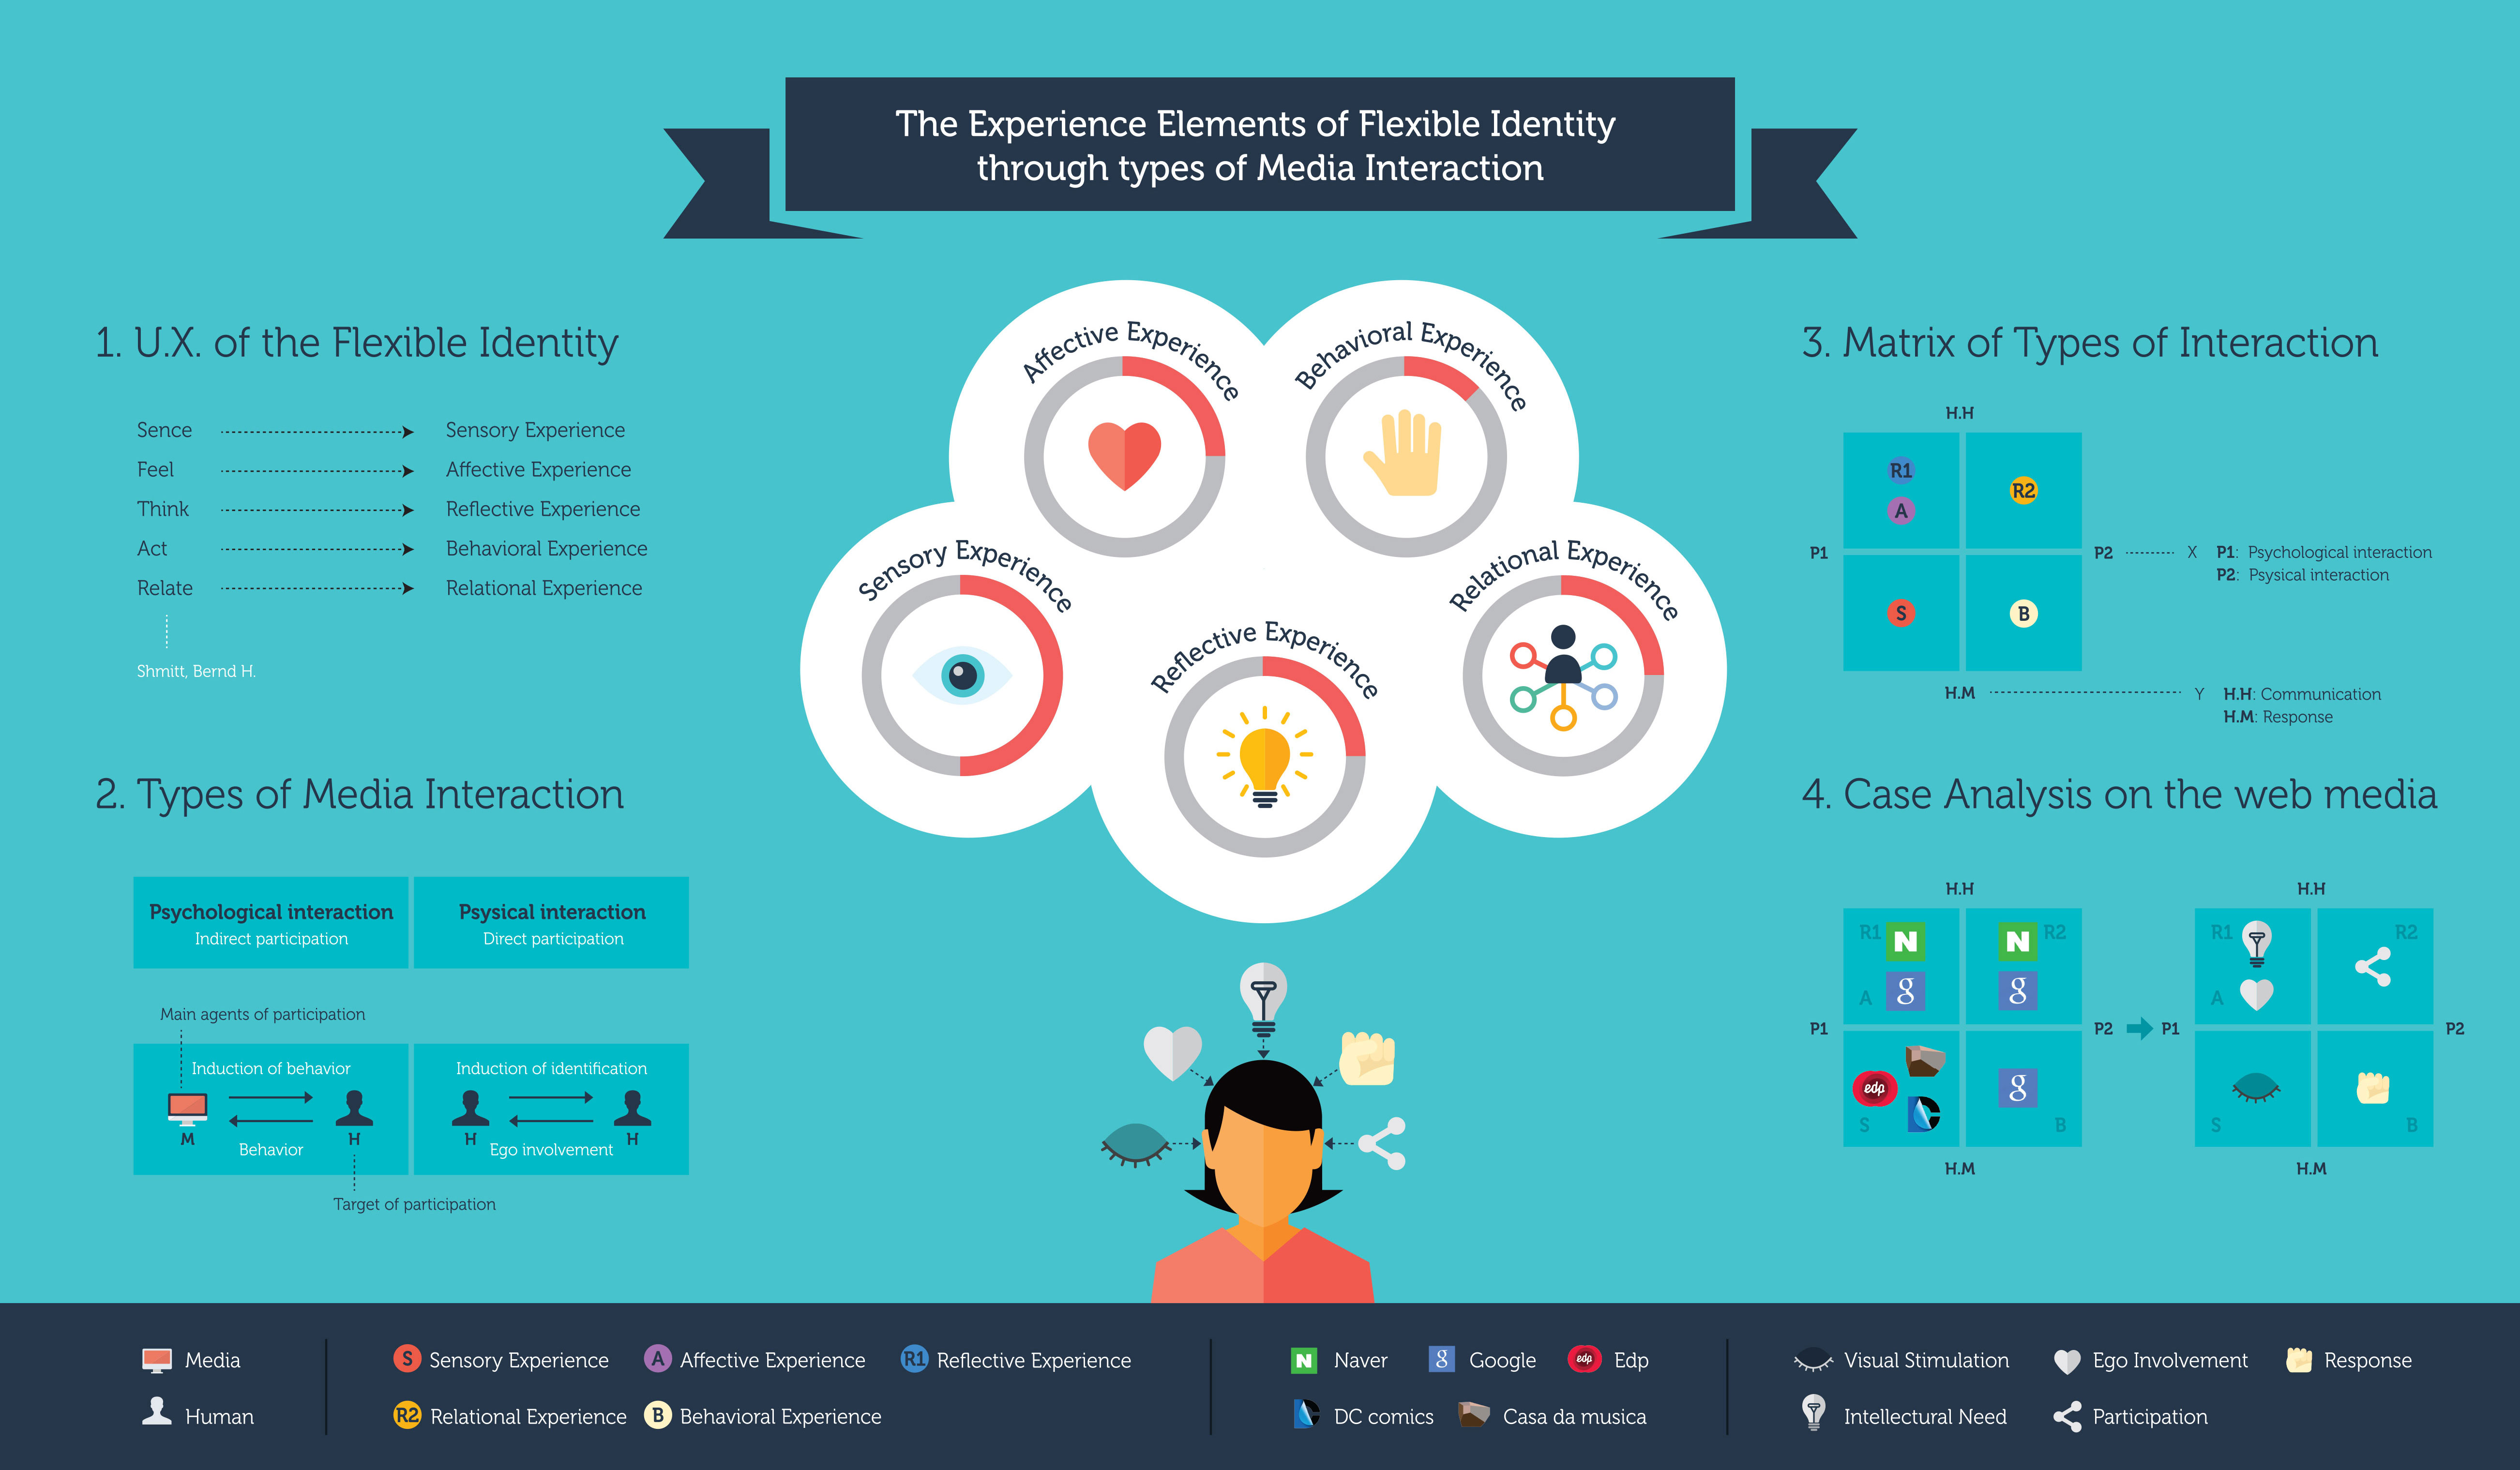 The Experience Elements of Flexible Identity
through types of Media Interaction
1. U.X. of the Flexible Identity
Sence Sensory Experience
Feel Affective Experience
Think Reflective Experience
Act Behavioral Experience
Relate Relational Experience
Shmitt, Bernd H.
2. Types of Media Interaction
Psychological interaction
Indirect participation
Psysical interaction
Direct participation
Main agents of participation
Induction of behavior
M H
Behavior
Induction of identification
H H
Ego involvement
Target of participation
Affective Experience
Behavioral Experience
Sensory Experience
Relational Experience
Reflective Experience
3. Matrix of Types of Interaction
H.H
R1
A
R2
P1
P2 X P1: Psychological interaction
P2: Psysical interaction
S
B
H.M Y H.H: Communication
H.M: Response
4. Case Analysis on the web media
H.H
R1 N
N R2
A g
g
P1
P2
edp
C
S
g
B
H.M
H.H
R1
R2
A
P1
P2
S
B
H.M
Media
Human
S Sensory Experience
A Affective Experience
R1 Reflective Experience
R2 Relational Experience
B Behavioral Experience
N Naver
g Google
edp Edp
C DC comics
Casa da musica
Visual Stimulation
Ego Involvement
Response
Intellectural Need
Participation